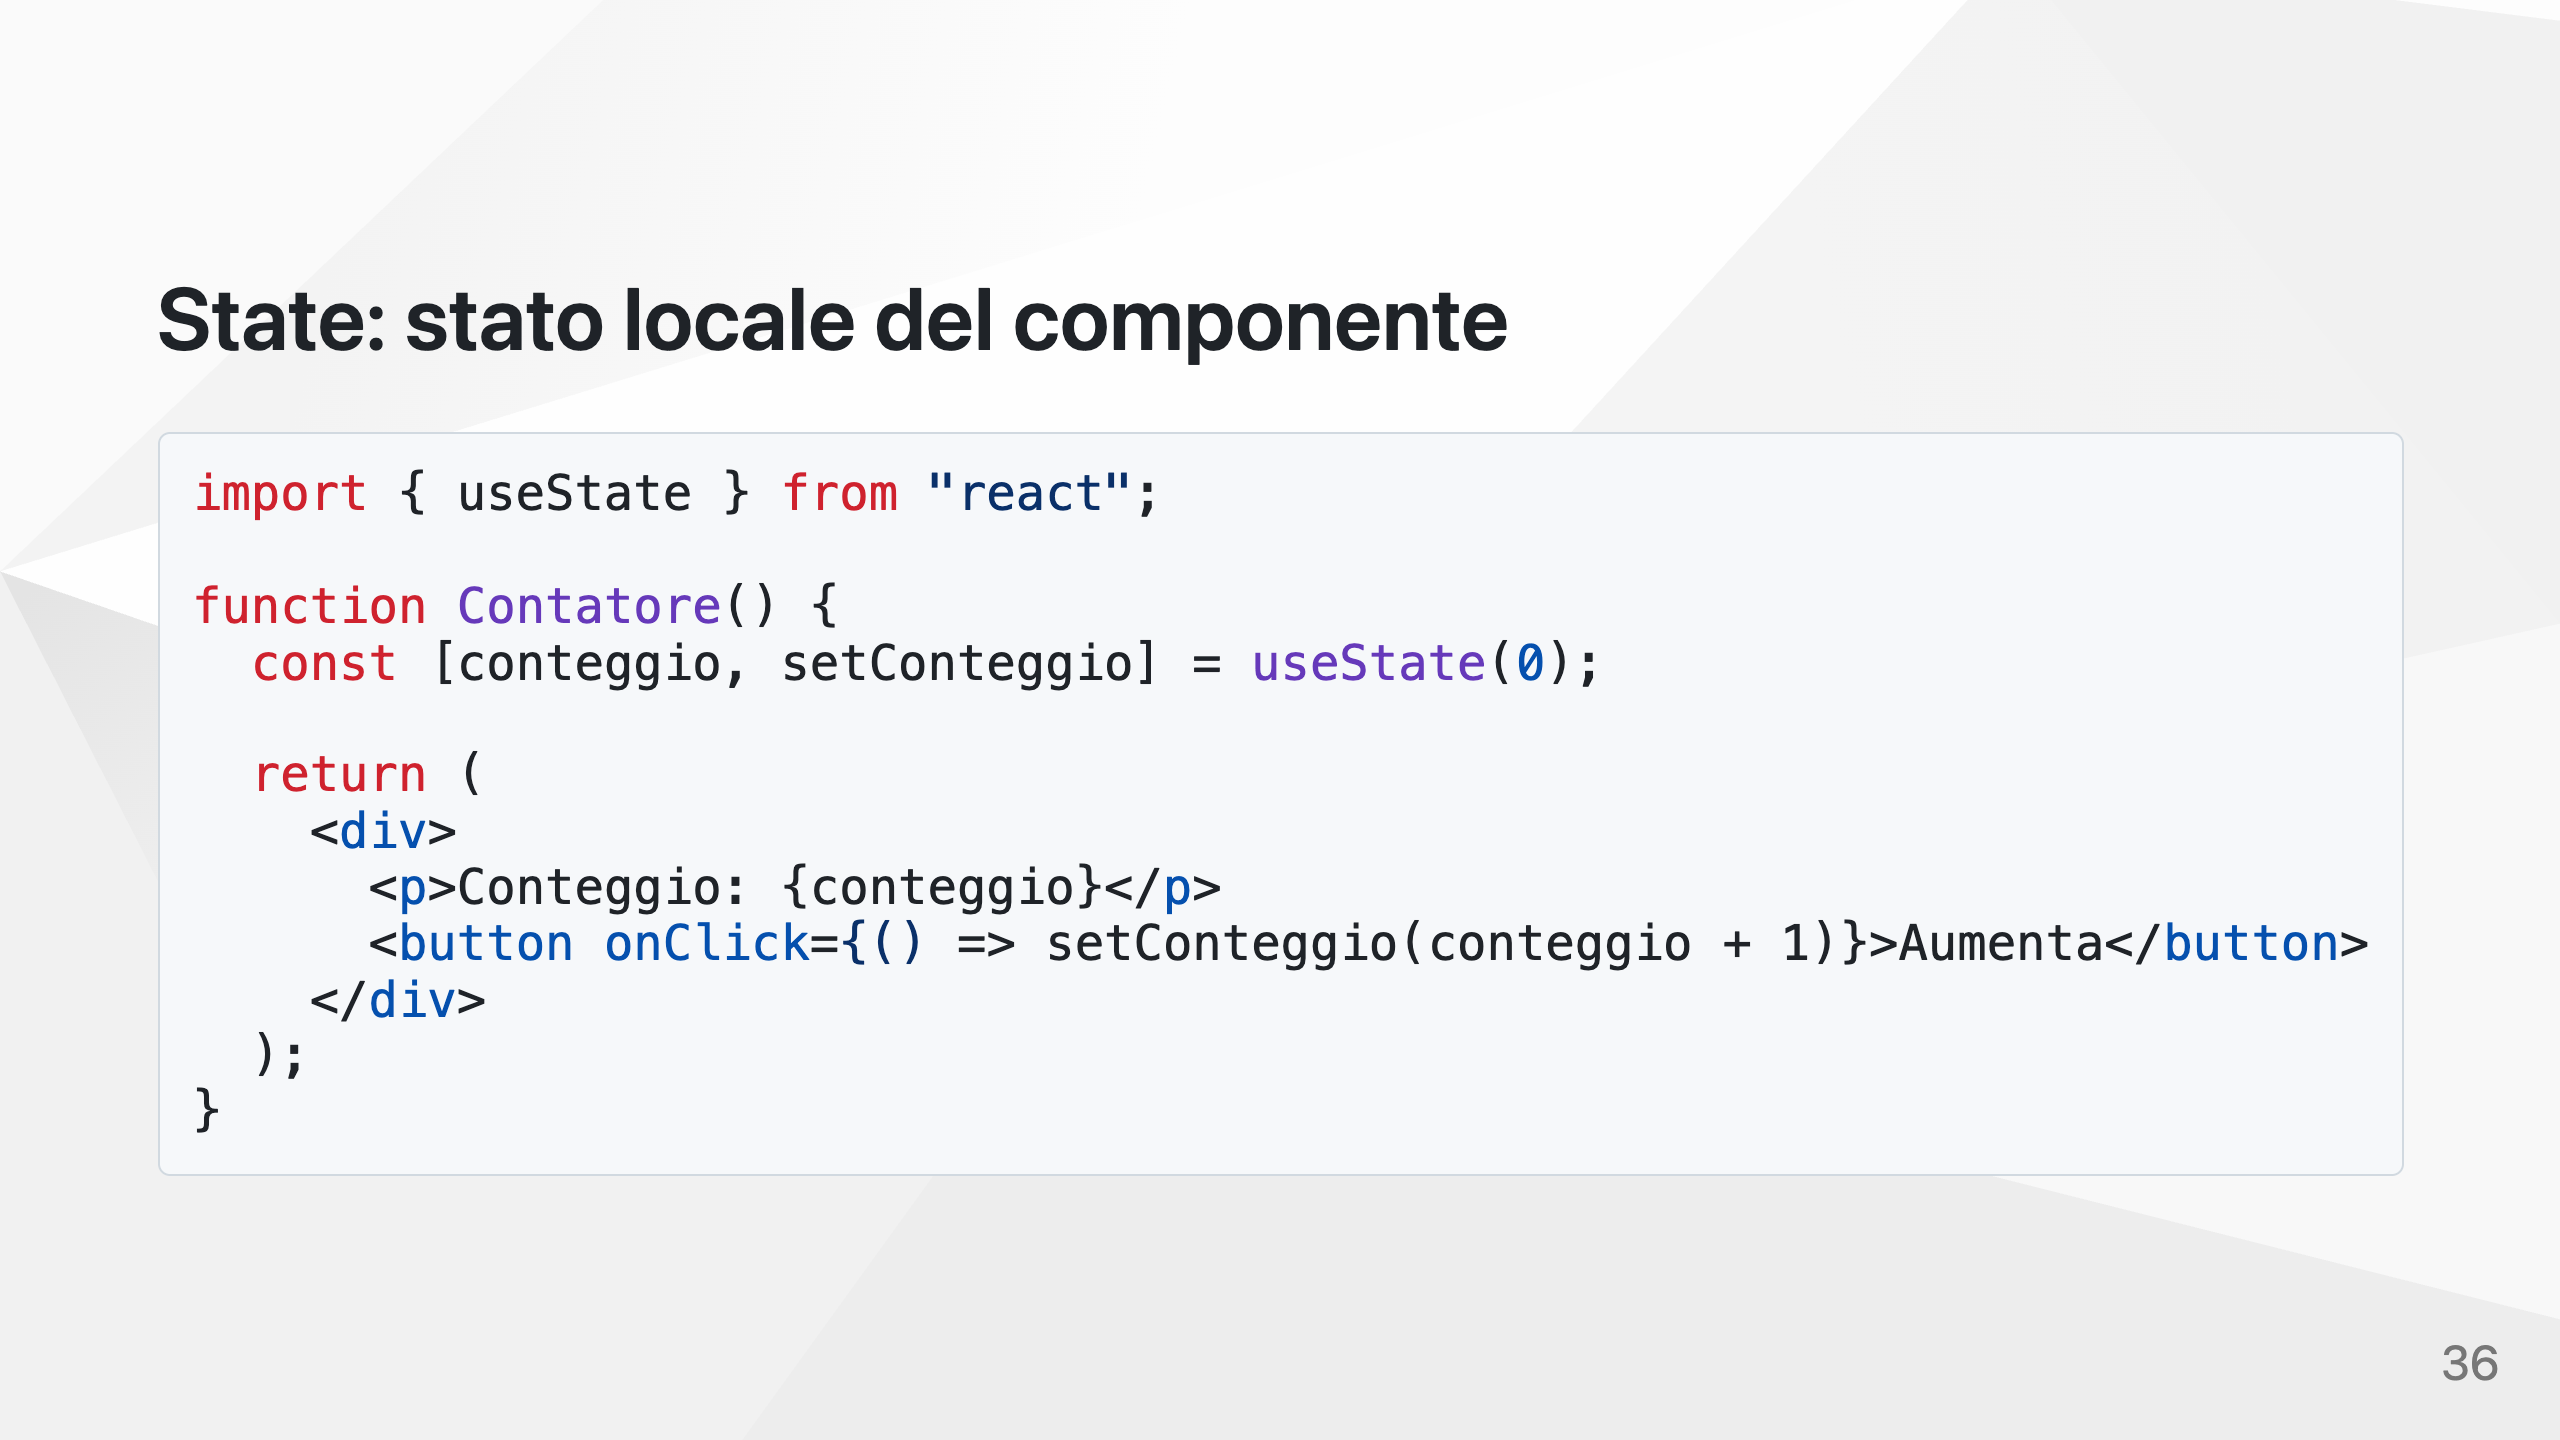 State: stato locale del componente
import { useState } from "react";
function Contatore() {
  const [conteggio, setConteggio] = useState(0);
  return (
    <div>
      <p>Conteggio: {conteggio}</p>
      <button onClick={() => setConteggio(conteggio + 1)}>Aumenta</button>
    </div>
  );
}
36